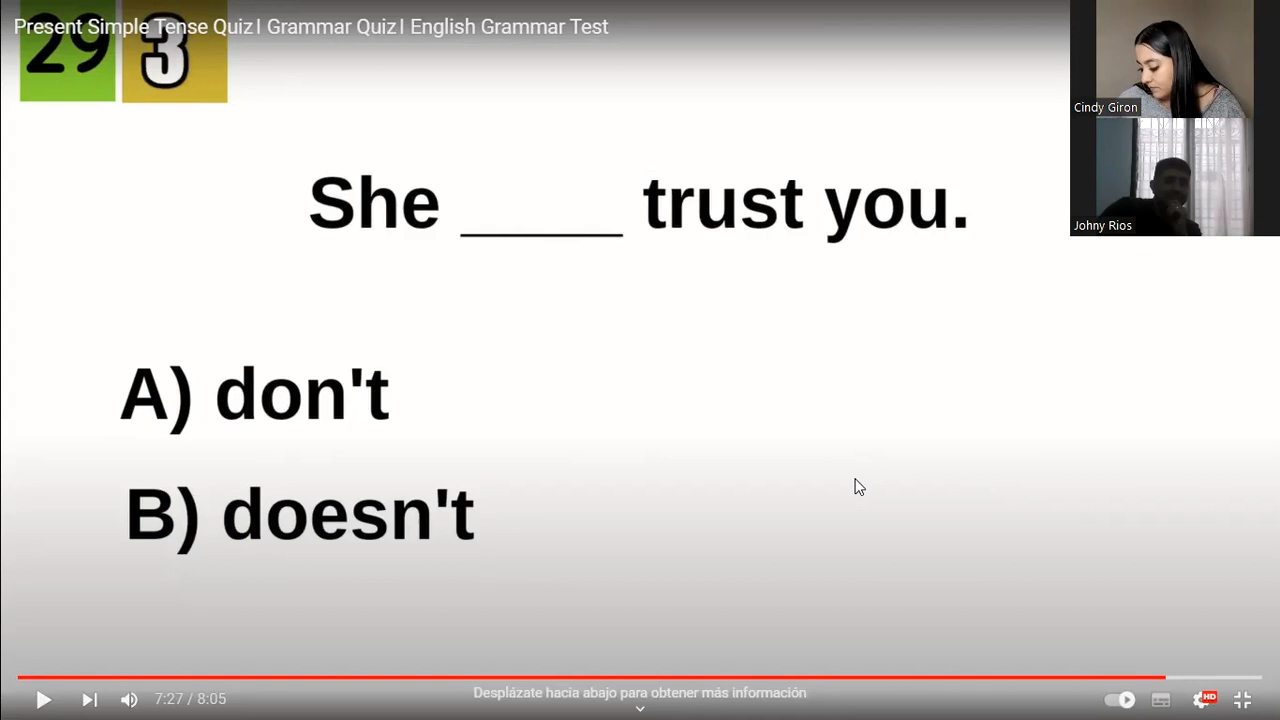 Present Simple Tense Quiz I Grammar Quiz I English Grammar Test
29 3
Cindy Giron
She _____ trust you.
Johny Rios
A) don't
B) doesn't
7:27 / 8:05
Desplázate hacia abajo para obtener más información
HD